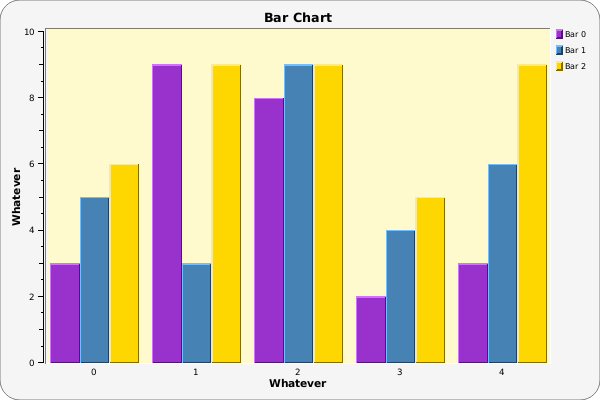 Bar Chart
Bar 0
Bar 1
Bar 2
Whatever
10
8
6
4
2
0
0 1 2 3 4
Whatever